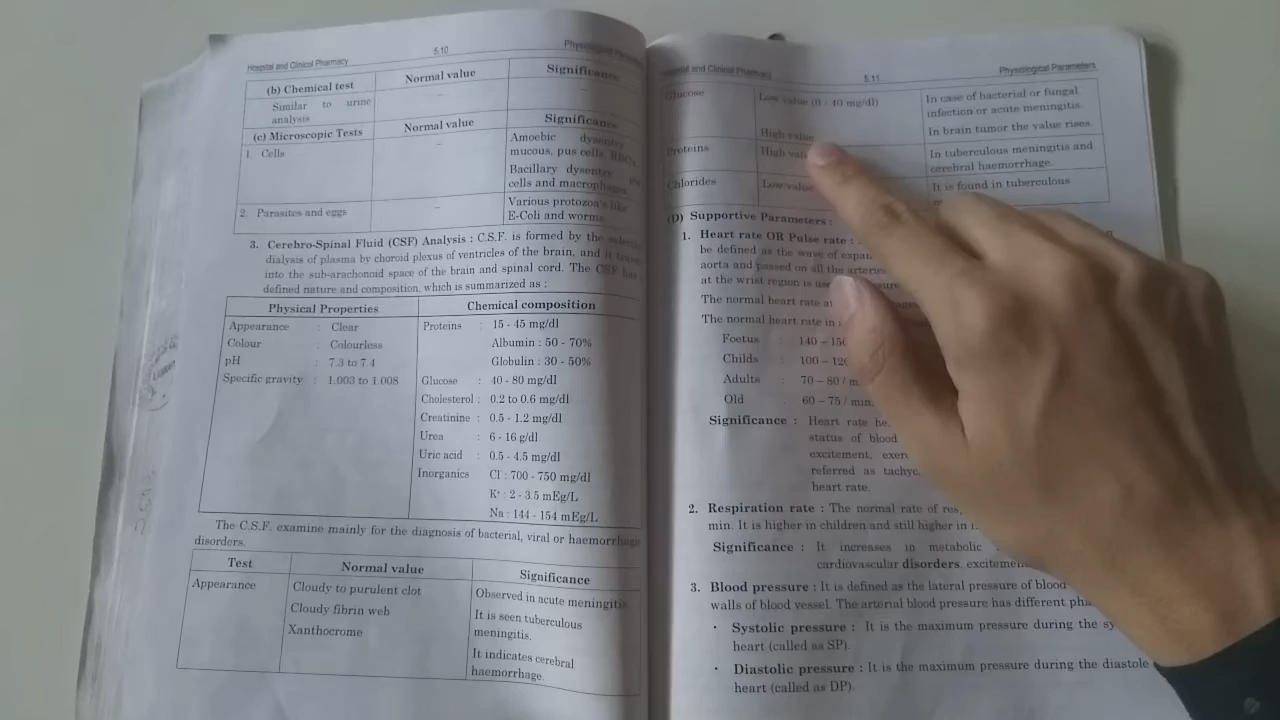 Hospital and Clinical Pharmacy
5.10
Physiological
(b) Chemical test
Normal value
Significance
Similar to urine
analysis
–
–
(c) Microscopic Tests
Normal value
Significance
1. Cells
–
Amoebic dysentry
mucous, pus cells, RBCs,
Bacillary dysentry
cells and macrophages
2. Parasites and eggs
–
Various protozoa's like
E-Coli and worms
3. Cerebro-Spinal Fluid (CSF) Analysis : C.S.F. is formed by the
dialysis of plasma by choroid plexus of ventricles of the brain, and it
into the sub-arachonoid space of the brain and spinal cord. The CSF has
defined nature and composition, which is summarized as :
Physical Properties
Chemical composition
Appearance : Clear
Colour : Colourless
pH : 7.3 to 7.4
Specific gravity : 1.003 to 1.008
Proteins : 15 - 45 mg/dl
Albumin : 50 - 70%
Globulin : 30 - 50%
Glucose : 40 - 80 mg/dl
Cholesterol : 0.2 to 0.6 mg/dl
Creatinine : 0.5 - 1.2 mg/dl
Urea : 6 - 16 g/dl
Uric acid : 0.5 - 4.5 mg/dl
Inorganics Cl⁻ : 700 - 750 mg/dl
K⁺ : 2 - 3.5 mEg/L
Na : 144 - 154 mEg/L
The C.S.F. examine mainly for the diagnosis of bacterial, viral or haemorrhage
disorders.
Test
Normal value
Significance
Appearance
Cloudy to purulent clot
Cloudy fibrin web
Xanthocrome
Observed in acute meningitis
It is seen tuberculous
meningitis.
It indicates cerebral
haemorrhage.
Hospital and Clinical Pharmacy
5.11
Physiological Parameters
Glucose
Low value (0 / 40 mg/dl)
In case of bacterial or fungal
infection or acute meningitis.
High value
In brain tumor the value rises.
Proteins
High
In tuberculous meningitis and
cerebral haemorrhage.
Chlorides
Low value
It is found in tuberculous
(D) Supportive Parameters :
1. Heart rate OR Pulse rate :
be defined as the wave of
aorta and passed on all the arteries
at the wrist region is
The normal heart rate
The normal heart rate in
Foetus : 140 – 150
Childs : 100 – 120
Adults : 70 – 80 /
Old : 60 – 75 / min.
Significance : Heart rate
status of blood
excitement,
referred as
heart rate.
2. Respiration rate : The normal rate of
min. It is higher in children and still higher in
Significance : It increases in metabolic
cardiovascular disorders,
3. Blood pressure : It is defined as the lateral pressure of blood
walls of blood vessel. The arterial blood pressure has different
• Systolic pressure : It is the maximum pressure during the
heart (called as SP).
• Diastolic pressure : It is the maximum pressure during the diastole
heart (called as DP).